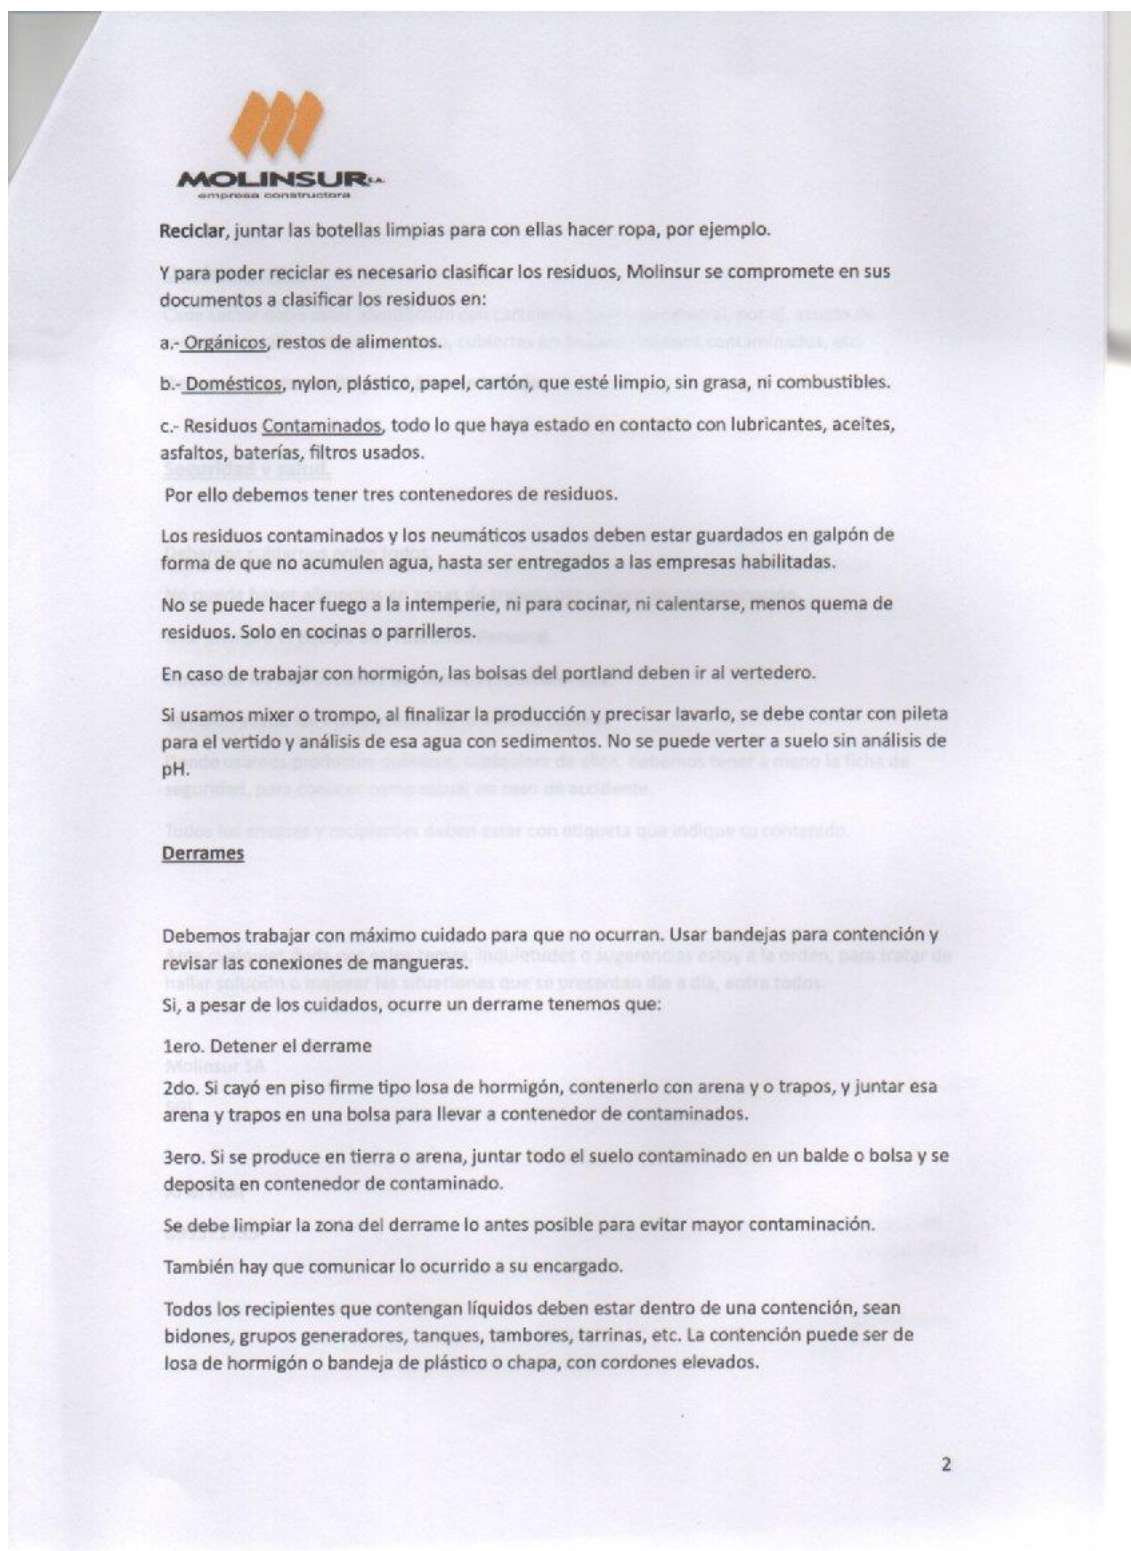 MOLINSUR S.A.
empresa constructora
Reciclar, juntar las botellas limpias para con ellas hacer ropa, por ejemplo.
Y para poder reciclar es necesario clasificar los residuos, Molinsur se compromete en sus
documentos a clasificar los residuos en:
a.- Orgánicos, restos de alimentos.
b.- Domésticos, nylon, plástico, papel, cartón, que esté limpio, sin grasa, ni combustibles.
c.- Residuos Contaminados, todo lo que haya estado en contacto con lubricantes, aceites,
asfaltos, baterías, filtros usados.
Por ello debemos tener tres contenedores de residuos.
Los residuos contaminados y los neumáticos usados deben estar guardados en galpón de
forma de que no acumulen agua, hasta ser entregados a las empresas habilitadas.
No se puede hacer fuego a la intemperie, ni para cocinar, ni calentarse, menos quema de
residuos. Solo en cocinas o parrilleros.
En caso de trabajar con hormigón, las bolsas del portland deben ir al vertedero.
Si usamos mixer o trompo, al finalizar la producción y precisar lavarlo, se debe contar con pileta
para el vertido y análisis de esa agua con sedimentos. No se puede verter a suelo sin análisis de
pH.
Derrames
Debemos trabajar con máximo cuidado para que no ocurran. Usar bandejas para contención y
revisar las conexiones de mangueras.
Si, a pesar de los cuidados, ocurre un derrame tenemos que:
1ero. Detener el derrame
2do. Si cayó en piso firme tipo losa de hormigón, contenerlo con arena y o trapos, y juntar esa
arena y trapos en una bolsa para llevar a contenedor de contaminados.
3ero. Si se produce en tierra o arena, juntar todo el suelo contaminado en un balde o bolsa y se
deposita en contenedor de contaminado.
Se debe limpiar la zona del derrame lo antes posible para evitar mayor contaminación.
También hay que comunicar lo ocurrido a su encargado.
Todos los recipientes que contengan líquidos deben estar dentro de una contención, sean
bidones, grupos generadores, tanques, tambores, tarrinas, etc. La contención puede ser de
losa de hormigón o bandeja de plástico o chapa, con cordones elevados.
2